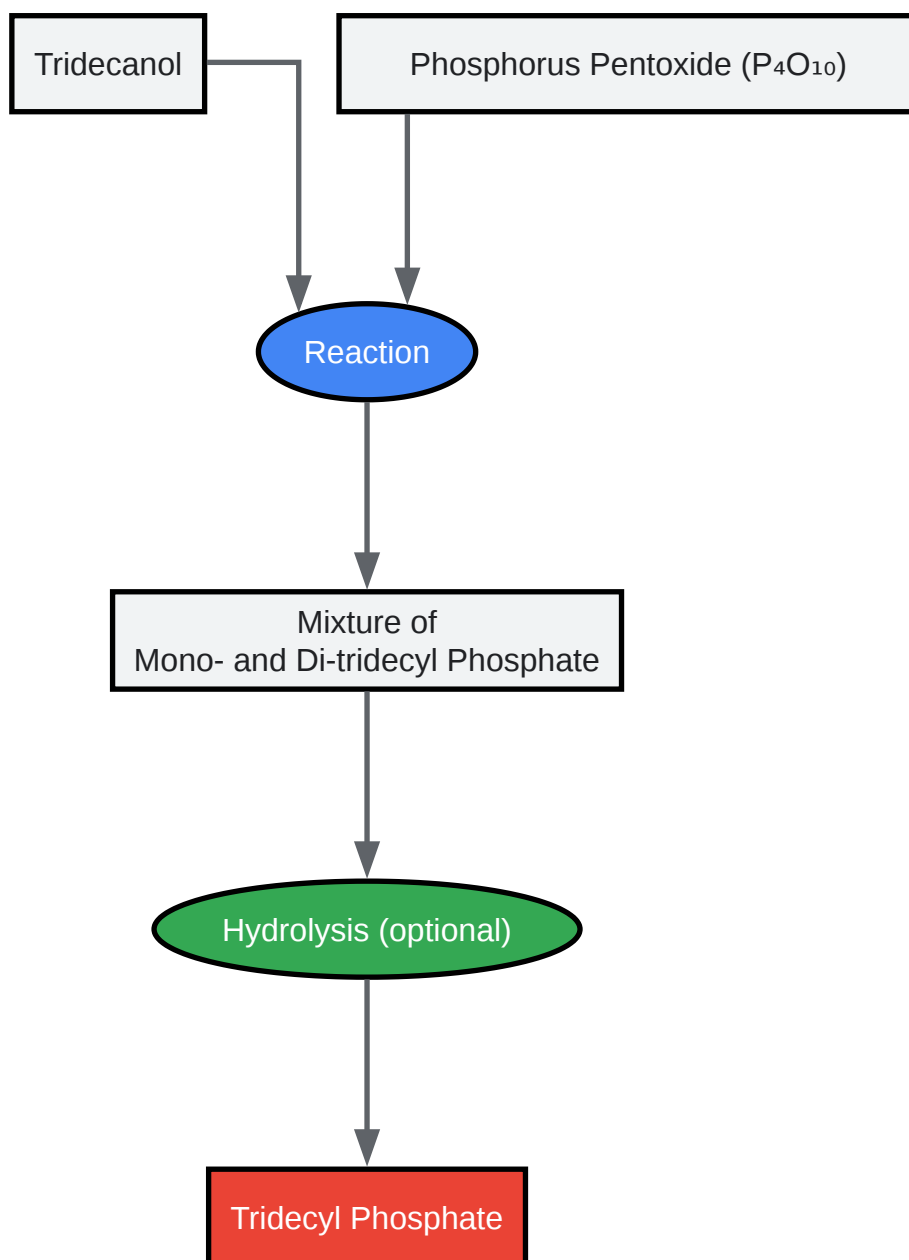 Tridecanol
Phosphorus Pentoxide (P₄O₁₀)
Reaction
Mixture of
Mono- and Di-tridecyl Phosphate
Hydrolysis (optional)
Tridecyl Phosphate